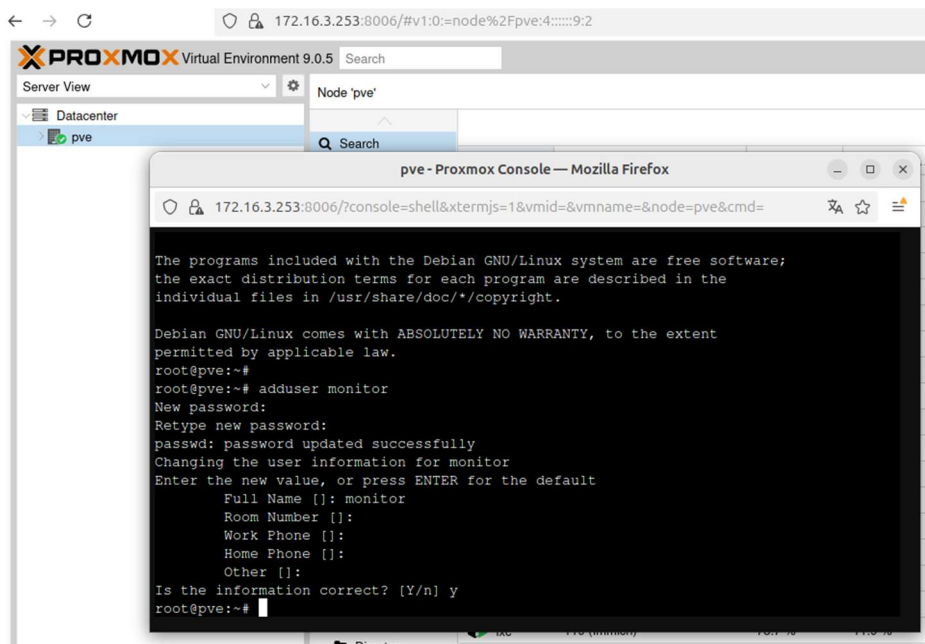 172.16.3.253:8006/#v1:0:=node%2Fpve:4::::::9:2
PROXMOX Virtual Environment 9.0.5 Search
Server View
Node 'pve'
Datacenter
pve
Search
pve - Proxmox Console — Mozilla Firefox
172.16.3.253:8006/?console=shell&xtermjs=1&vmid=&vmname=&node=pve&cmd=
The programs included with the Debian GNU/Linux system are free software;
the exact distribution terms for each program are described in the
individual files in /usr/share/doc/*/copyright.
Debian GNU/Linux comes with ABSOLUTELY NO WARRANTY, to the extent
permitted by applicable law.
root@pve:~#
root@pve:~# adduser monitor
New password:
Retype new password:
passwd: password updated successfully
Changing the user information for monitor
Enter the new value, or press ENTER for the default
Full Name []: monitor
Room Number []:
Work Phone []:
Home Phone []:
Other []:
Is the information correct? [Y/n] y
root@pve:~#